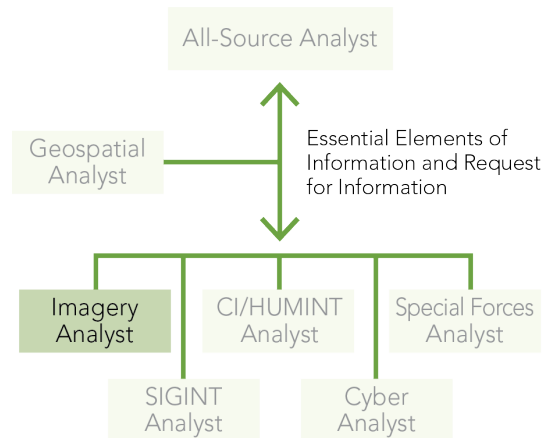 All-Source Analyst
Geospatial
Analyst
Essential Elements of
Information and Request
for Information
Imagery
Analyst
CI/HUMINT
Analyst
Special Forces
Analyst
SIGINT
Analyst
Cyber
Analyst